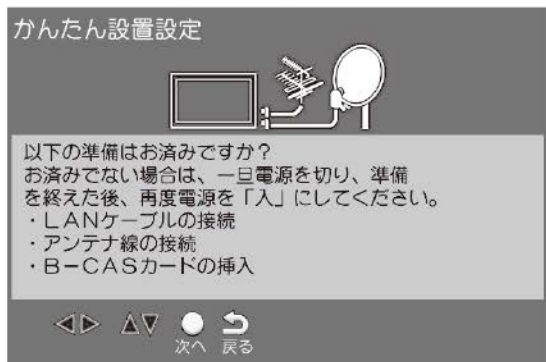 かんたん設置設定
以下の準備はお済みですか？
お済みでない場合は、一旦電源を切り、準備
を終えた後、再度電源を「入」にしてください。
・ＬＡＮケーブルの接続
・アンテナ線の接続
・Ｂ－ＣＡＳカードの挿入
次へ 戻る